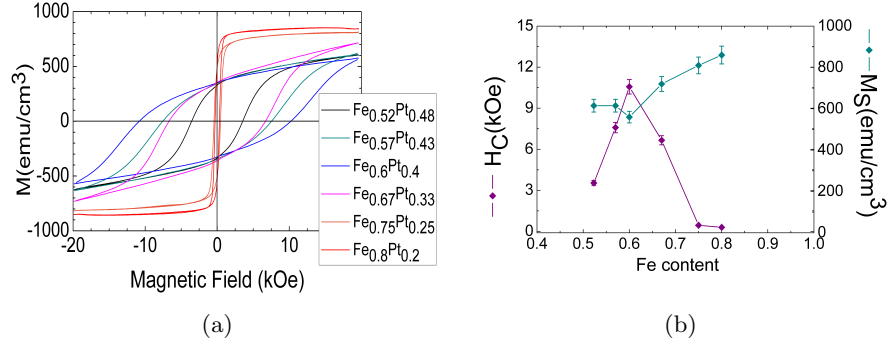 1000
500
0
-500
-1000
-20
-10
0
10
M(emu/cm3)
Magnetic Field (kOe)
Fe0.52Pt0.48
Fe0.57Pt0.43
Fe0.6Pt0.4
Fe0.67Pt0.33
Fe0.75Pt0.25
Fe0.8Pt0.2
(a)
15
12
9
6
3
0
HC(kOe)
0.4 0.5 0.6 0.7 0.8 0.9 1.0
Fe content
1000
800
600
400
200
0
MS(emu/cm3)
(b)